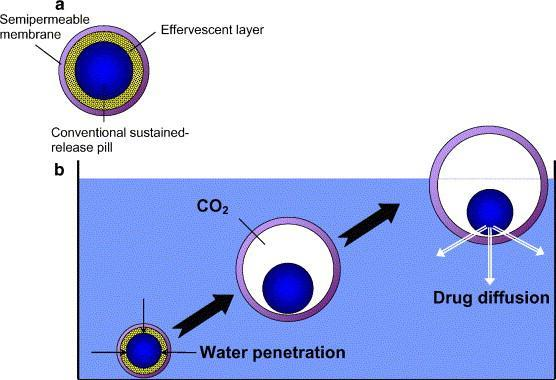 a
Semipermeable
membrane
Effervescent layer
Conventional sustained-
release pill
b
CO₂
Drug diffusion
Water penetration